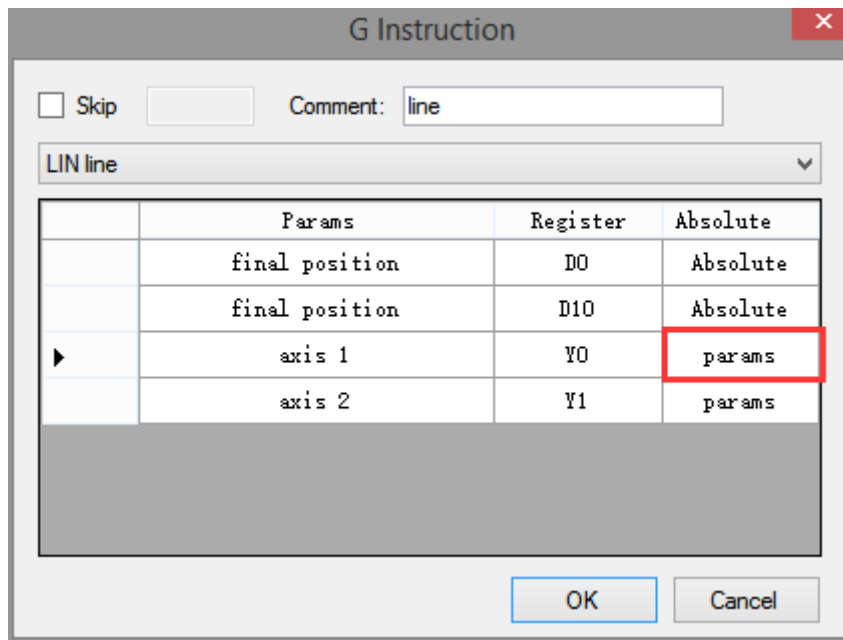 G Instruction
Skip Comment: line
LIN line
Params Register Absolute
final position D0 Absolute
final position D10 Absolute
axis 1 Y0 params
axis 2 Y1 params
OK Cancel